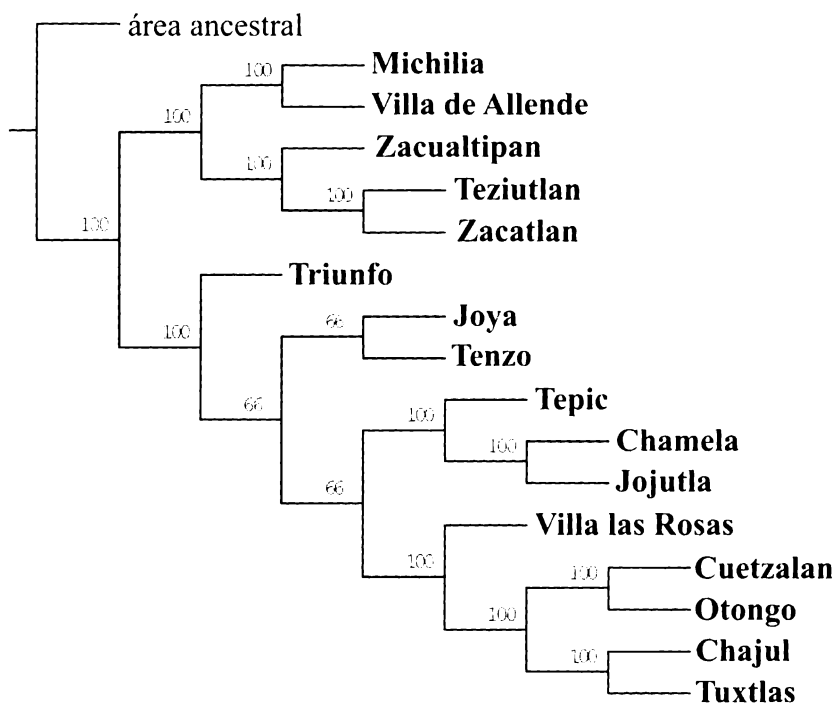 área ancestral
100
Michilia
Villa de Allende
100
100
Zacualtipan
100
Teziutlan
Zacatlan
100
Triunfo
100
66
Joya
Tenzo
66
100
Tepic
100
Chamela
Jojutla
66
Villa las Rosas
100
100
Cuetzalan
Otongo
100
100
Chajul
Tuxtlas